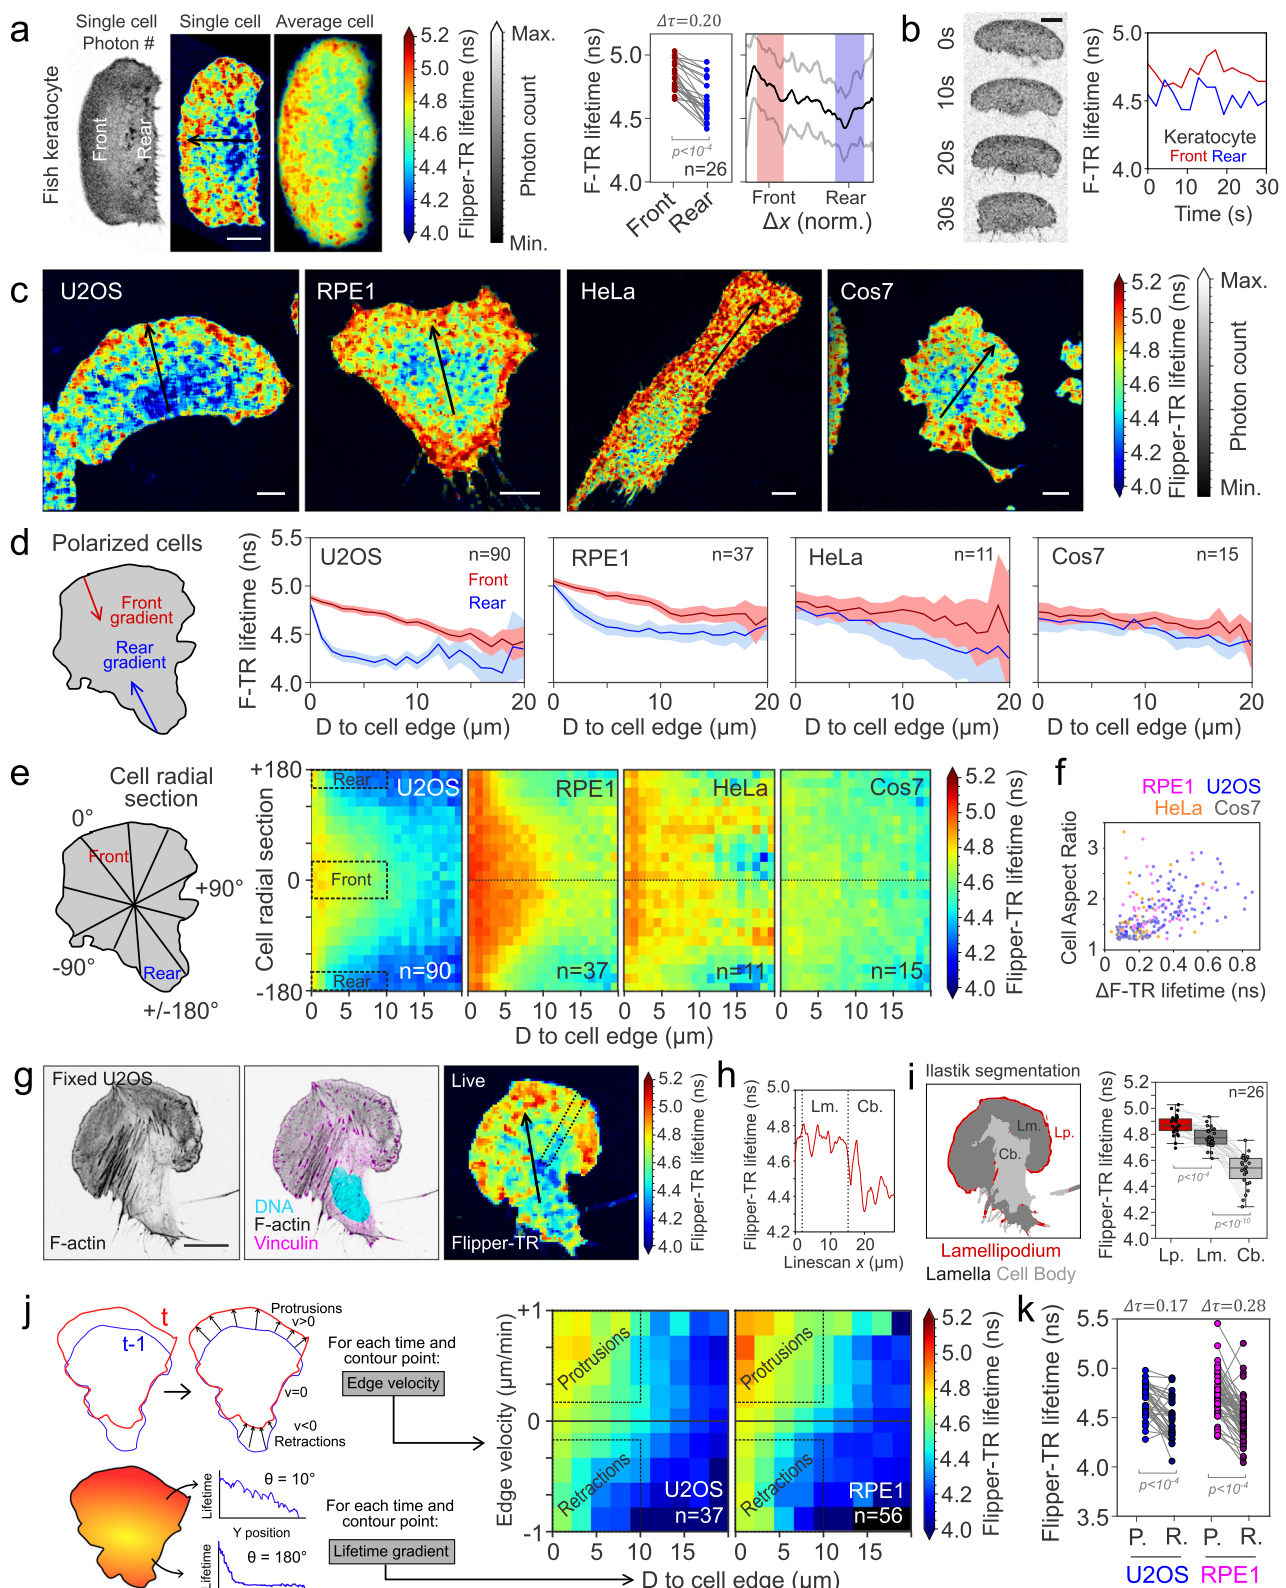 a
Single cell
Photon #
Single cell
Average cell
Fish keratocyte
Front
Rear
5.2
5.0
4.8
4.6
4.4
4.2
4.0
Flipper-TR lifetime (ns)
Max.
Photon count
Min.
Δτ=0.20
F-TR lifetime (ns)
5.0
4.5
4.0
p<10⁻⁴
n=26
Front
Rear
Front
Rear
Δx (norm.)
b
0s
10s
20s
30s
F-TR lifetime (ns)
5.0
4.5
4.0
Keratocyte
Front Rear
0 10 20 30
Time (s)
c
U2OS
RPE1
HeLa
Cos7
5.2
5.0
4.8
4.6
4.4
4.2
4.0
Flipper-TR lifetime (ns)
Max.
Photon count
Min.
d
Polarized cells
Front
gradient
Rear
gradient
F-TR lifetime (ns)
5.5
5.0
4.5
4.0
U2OS n=90
Front
Rear
0 10 20
D to cell edge (µm)
RPE1 n=37
0 10 20
D to cell edge (µm)
HeLa n=11
0 10 20
D to cell edge (µm)
Cos7 n=15
0 10 20
D to cell edge (µm)
e
Cell radial
section
0°
Front
+90°
-90°
Rear
+/-180°
Cell radial section
+180
0
-180
Rear
U2OS
Front
Rear
n=90
RPE1
n=37
HeLa
n=11
Cos7
n=15
0 5 10 15
0 5 10 15
0 5 10 15
0 5 10 15
D to cell edge (µm)
5.2
5.0
4.8
4.6
4.4
4.2
4.0
Flipper-TR lifetime (ns)
f
RPE1 U2OS
HeLa Cos7
Cell Aspect Ratio
3
2
1
0 0.2 0.4 0.6 0.8
ΔF-TR lifetime (ns)
g
Fixed U2OS
F-actin
DNA
F-actin
Vinculin
Live
Flipper-TR
5.2
5.0
4.8
4.6
4.4
4.2
4.0
Flipper-TR lifetime (ns)
h
Flipper-TR lifetime (ns)
5.0
4.8
4.6
4.4
4.2
Lm. Cb.
0 10 20
Linescan x (µm)
i
Ilastik segmentation
Lm.
Lp.
Cb.
Lamellipodium
Lamella Cell Body
Flipper-TR lifetime (ns)
5.2
5.0
4.8
4.6
4.4
4.2
4.0
n=26
p<10⁻⁴
p<10⁻¹⁰
Lp. Lm. Cb.
j
t
t-1
Protrusions
v>0
v=0
v<0
Retractions
For each time and
contour point:
Edge velocity
Lifetime
θ = 10°
Y position
Lifetime
θ = 180°
For each time and
contour point:
Lifetime gradient
Edge velocity (µm/min)
+1
0
-1
Protrusions
Retractions
U2OS
n=37
Protrusions
Retractions
RPE1
n=56
0 5 10 15
0 5 10 15
D to cell edge (µm)
5.2
5.0
4.8
4.6
4.4
4.2
4.0
Flipper-TR lifetime (ns)
k
Δτ=0.17 Δτ=0.28
Flipper-TR lifetime (ns)
5.5
5.0
4.5
4.0
3.5
p<10⁻⁴
p<10⁻⁴
P. R. P. R.
U2OS RPE1